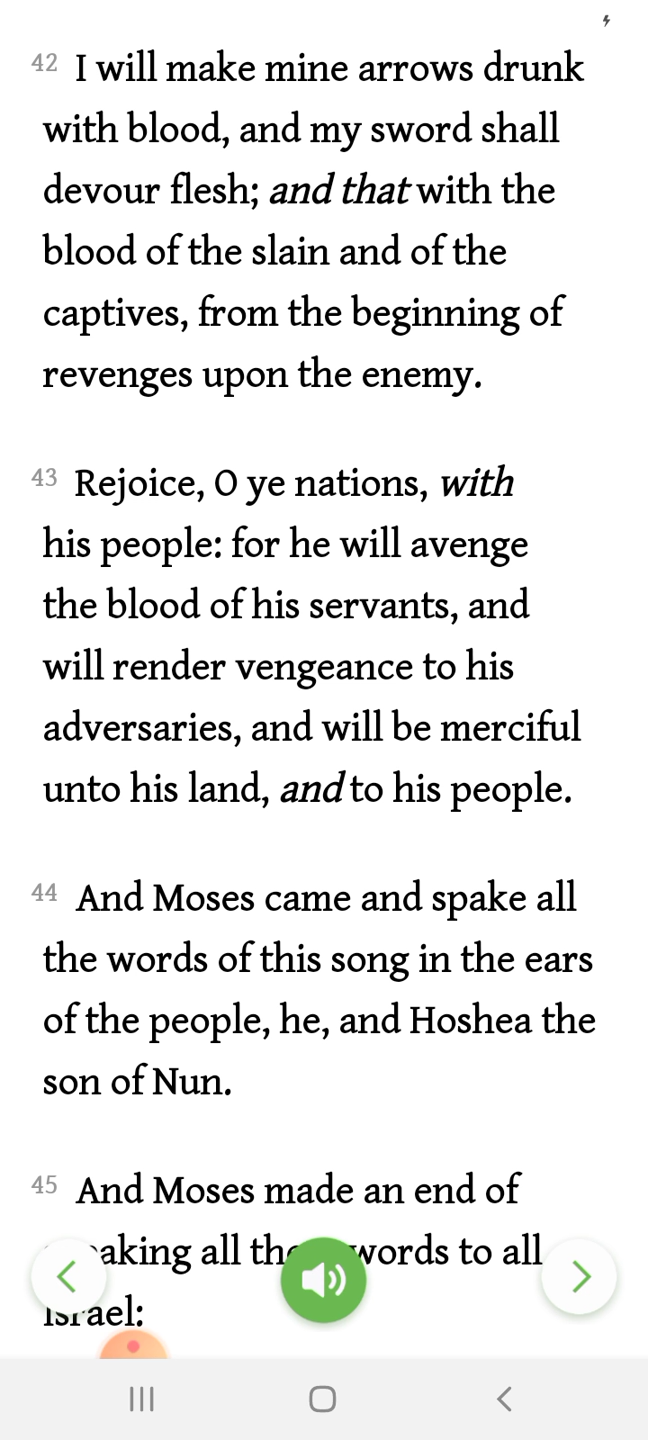 42 I will make mine arrows drunk
with blood, and my sword shall
devour flesh; and that with the
blood of the slain and of the
captives, from the beginning of
revenges upon the enemy.
43 Rejoice, O ye nations, with
his people: for he will avenge
the blood of his servants, and
will render vengeance to his
adversaries, and will be merciful
unto his land, and to his people.
44 And Moses came and spake all
the words of this song in the ears
of the people, he, and Hoshea the
son of Nun.
45 And Moses made an end of
words to all
Israel: